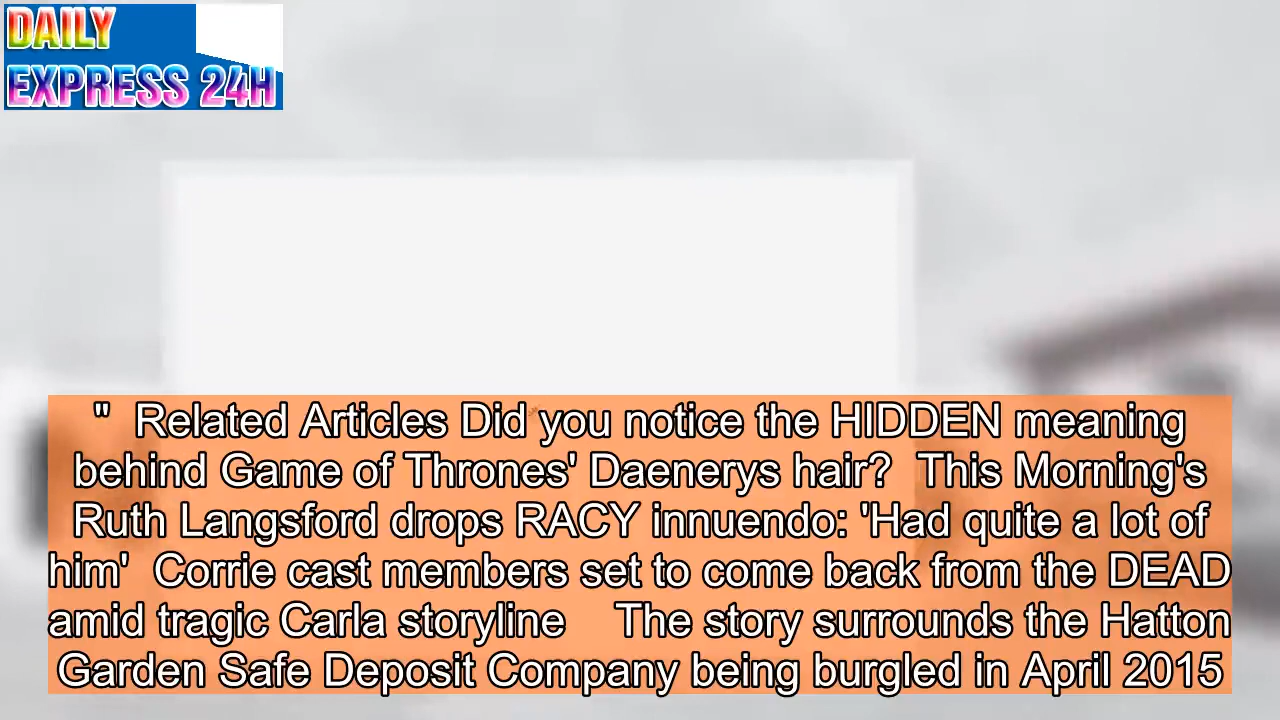 DAILY
EXPRESS 24H
"  Related Articles Did you notice the HIDDEN meaning
behind Game of Thrones' Daenerys hair?  This Morning's
Ruth Langsford drops RACY innuendo: 'Had quite a lot of
him'  Corrie cast members set to come back from the DEAD
amid tragic Carla storyline    The story surrounds the Hatton
Garden Safe Deposit Company being burgled in April 2015